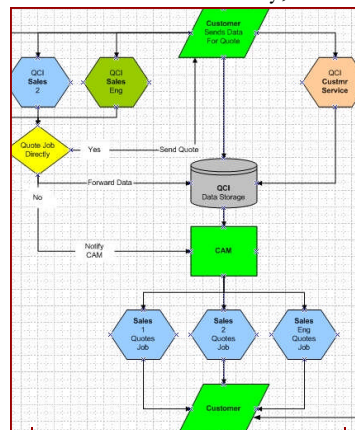 Customer
Sends Data
For Quote
QCI
Sales
2
QCI
Sales
Eng
QCI
Custmr
Service
Quote Job
Directly
Yes
Send Quote
Forward Data
QCI
Data Storage
No
Notify
CAM
CAM
Sales
1
Quotes
Job
Sales
2
Quotes
Job
Sales
Eng
Quotes
Job
Customer